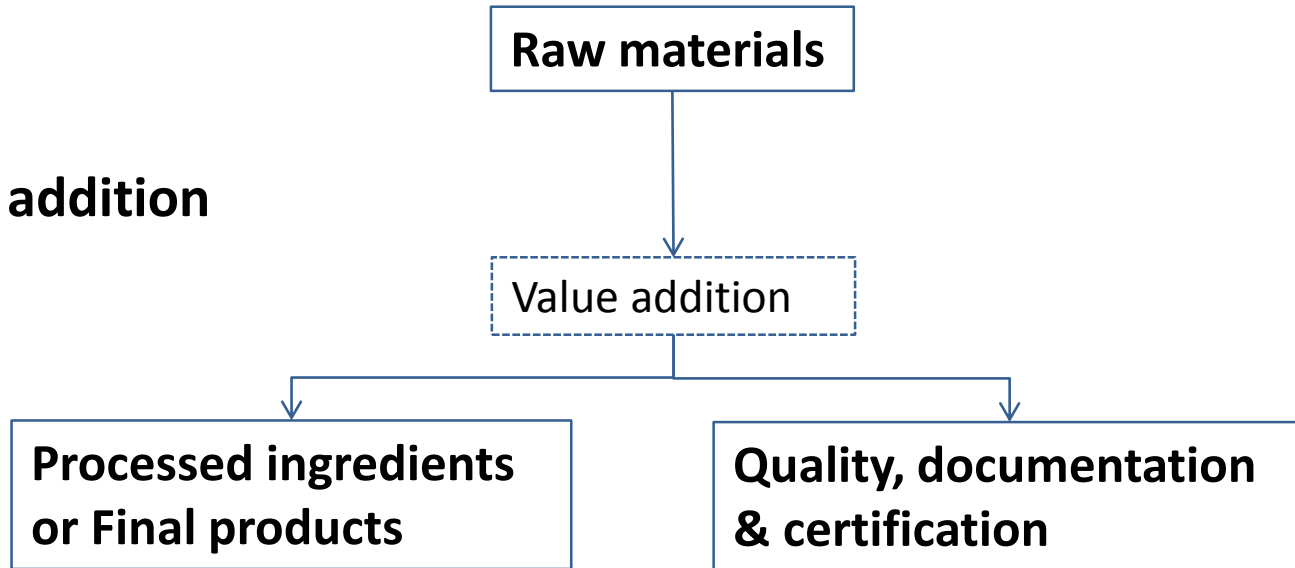 Raw materials
addition
Value addition
Processed ingredients
or Final products
Quality, documentation
& certification